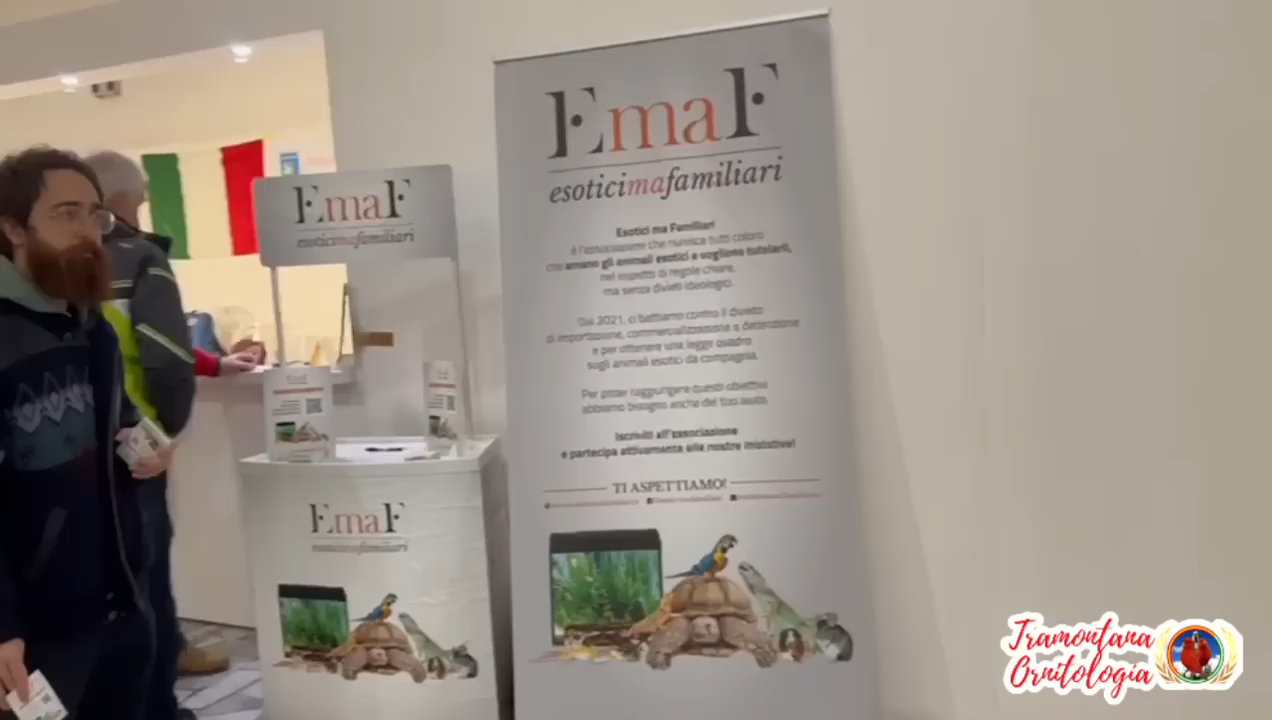 EmaF
esoticimafamiliari
EmaF
esoticimafamiliari
Esotici ma Familiari
è l'associazione che riunisce tutti coloro
che amano gli animali esotici e vogliono tutelarli,
nel rispetto di regole chiare,
ma senza divieti ideologici.
Dal 2021, ci battiamo contro il divieto
di importazione, commercializzazione e detenzione
e per ottenere una legge quadro
sugli animali esotici da compagnia.
Per poter raggiungere questi obiettivi
abbiamo bisogno anche del tuo aiuto.
Iscriviti all'associazione
e partecipa attivamente alle nostre iniziative!
TI ASPETTIAMO!
EmaF
esoticimafamiliari
Tramontana
Ornitologia